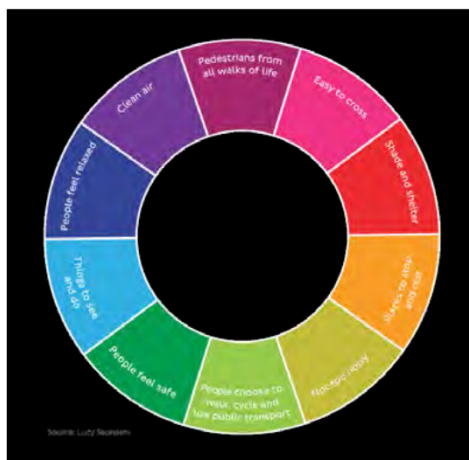 Pedestrians from
all walks of life
Easy to cross
Shade and shelter
Places to stop
and rest
Not too noisy
People choose to
walk, cycle and
use public transport
People feel safe
Things to see
and do
People feel relaxed
Clean air
Source: Lucy Saunders